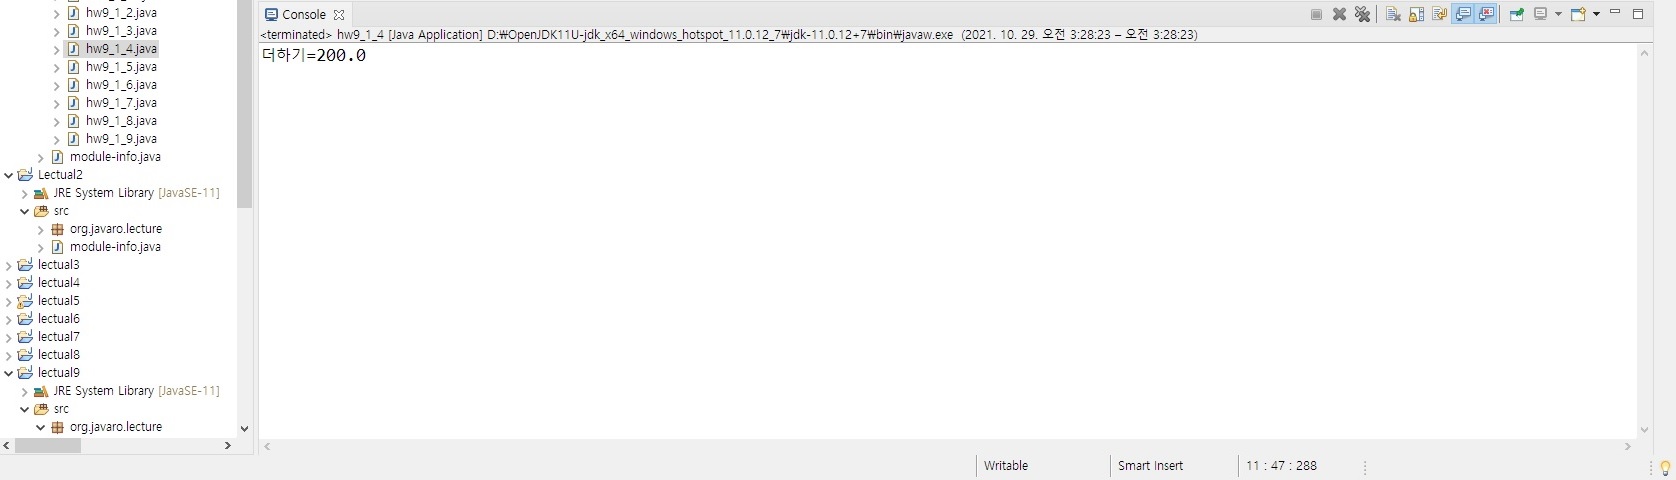 hw9_1_2.java
hw9_1_3.java
hw9_1_4.java
hw9_1_5.java
hw9_1_6.java
hw9_1_7.java
hw9_1_8.java
hw9_1_9.java
module-info.java
Lectual2
JRE System Library [JavaSE-11]
src
org.javaro.lecture
module-info.java
lectual3
lectual4
lectual5
lectual6
lectual7
lectual8
lectual9
JRE System Library [JavaSE-11]
src
org.javaro.lecture
Console
<terminated> hw9_1_4 [Java Application] D:₩OpenJDK11U-jdk_x64_windows_hotspot_11.0.12_7₩jdk-11.0.12+7₩bin₩javaw.exe (2021. 10. 29. 오전 3:28:23 – 오전 3:28:23)
더하기=200.0
Writable Smart Insert 11 : 47 : 288